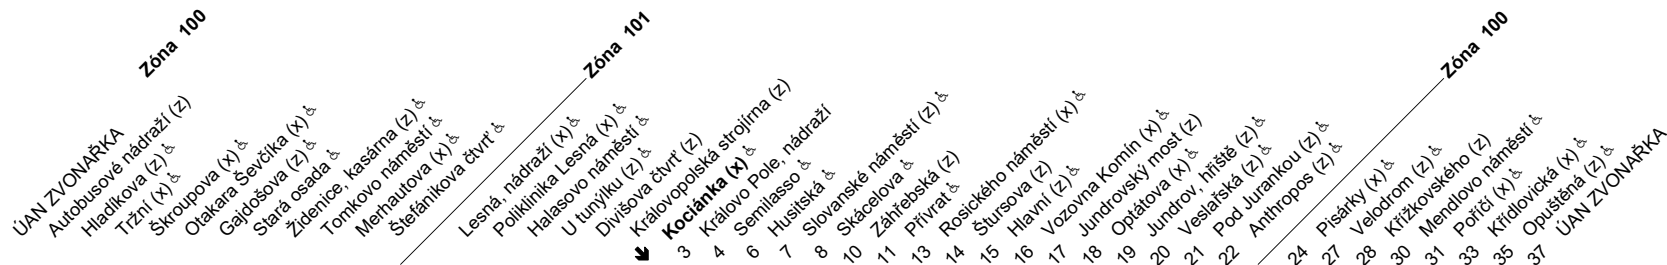 Zóna 100
ÚAN ZVONAŘKA
Autobusové nádraží (z)
Hladíkova (z) ♿
Tržní (x) ♿
Škroupova (x) ♿
Otakara Ševčíka (x) ♿
Gajdošova (z) ♿
Stará osada ♿
Židenice, kasárna (z) ♿
Tomkovo náměstí ♿
Merhautova (x) ♿
Štefánikova čtvrť ♿
Zóna 101
Lesná, nádraží (x) ♿
Poliklinika Lesná (x) ♿
Halasovo náměstí ♿
U tunýlku (z) ♿
Divišova čtvrť (z)
Královopolská strojírna (z)
Kociánka (x) ♿
3 Královo Pole, nádraží
4 Semilasso ♿
6 Husitská ♿
7 Slovanské náměstí (z) ♿
8 Skácelova ♿
10 Záhřebská (z)
11 Přívrat ♿
13 Rosického náměstí (x) ♿
14 Štursova (z)
15 Hlavní (z) ♿
16 Vozovna Komín (x) ♿
17 Jundrovský most (z)
18 Optátova (x) ♿
19 Jundrov, hřiště (z) ♿
20 Veslařská (z) ♿
21 Pod Jurankou (z) ♿
22 Anthropos (z) ♿
Zóna 100
24 Pisárky (x) ♿
27 Velodrom (z) ♿
28 Křížkovského (z)
30 Mendlovo náměstí ♿
31 Poříčí (x) ♿
33 Křídlovická (x) ♿
35 Opuštěná (z) ♿
37 ÚAN ZVONAŘKA